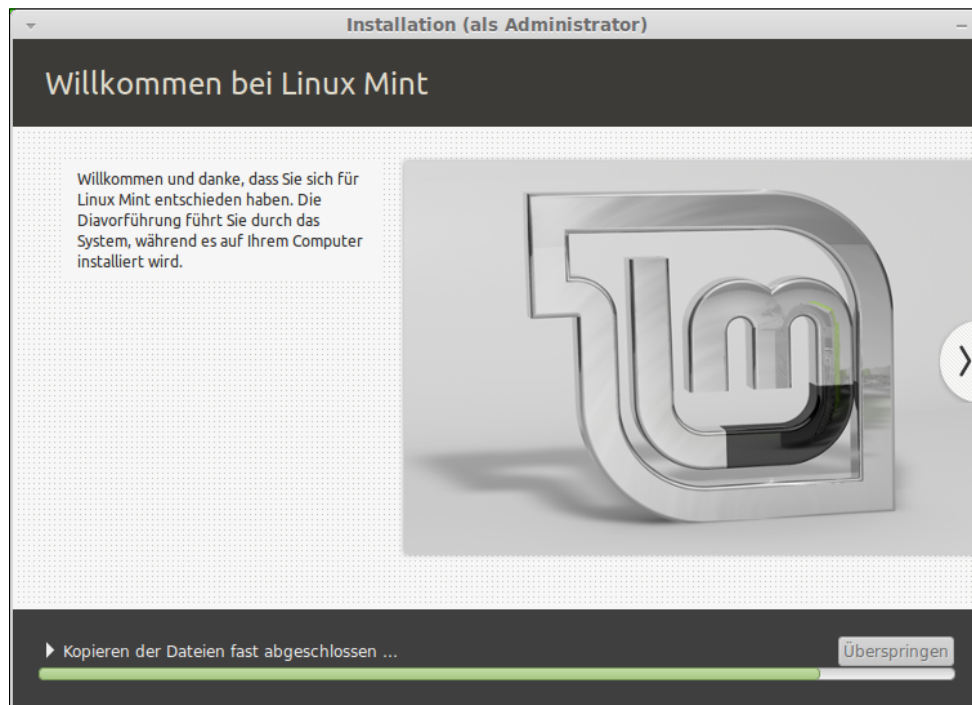 Installation (als Administrator)
Willkommen bei Linux Mint
Willkommen und danke, dass Sie sich für
Linux Mint entschieden haben. Die
Diavorführung führt Sie durch das
System, während es auf Ihrem Computer
installiert wird.
Kopieren der Dateien fast abgeschlossen ...
Überspringen